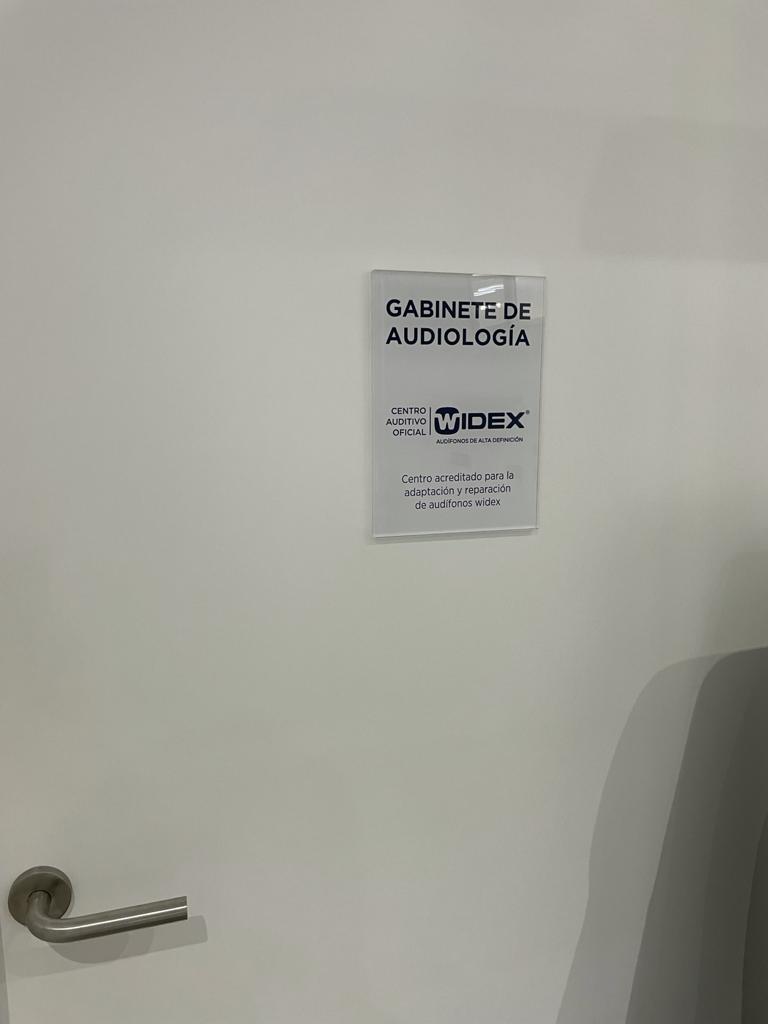 GABINETE DE
AUDIOLOGÍA
CENTRO
AUDITIVO
OFICIAL
WIDEX®
AUDÍFONOS DE ALTA DEFINICIÓN
Centro acreditado para la
adaptación y reparación
de audífonos widex